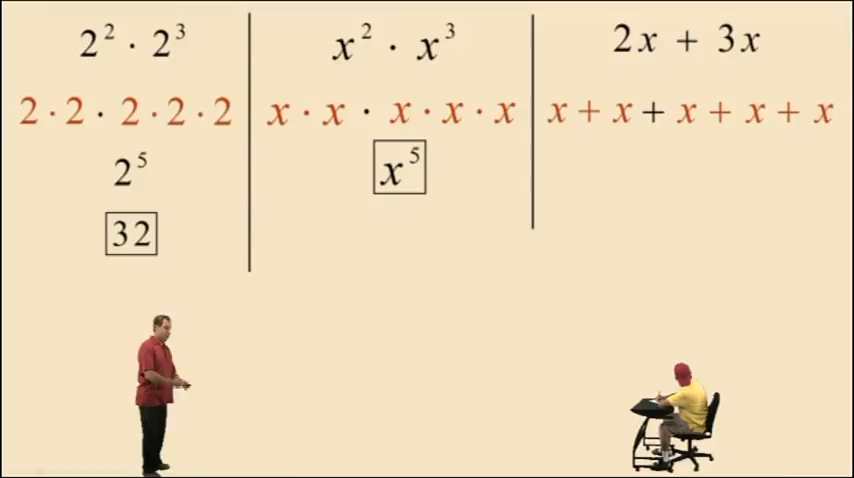 2² · 2³
2 · 2 · 2 · 2 · 2
2⁵
32
x² · x³
x · x · x · x · x
x⁵
2x + 3x
x + x + x + x + x